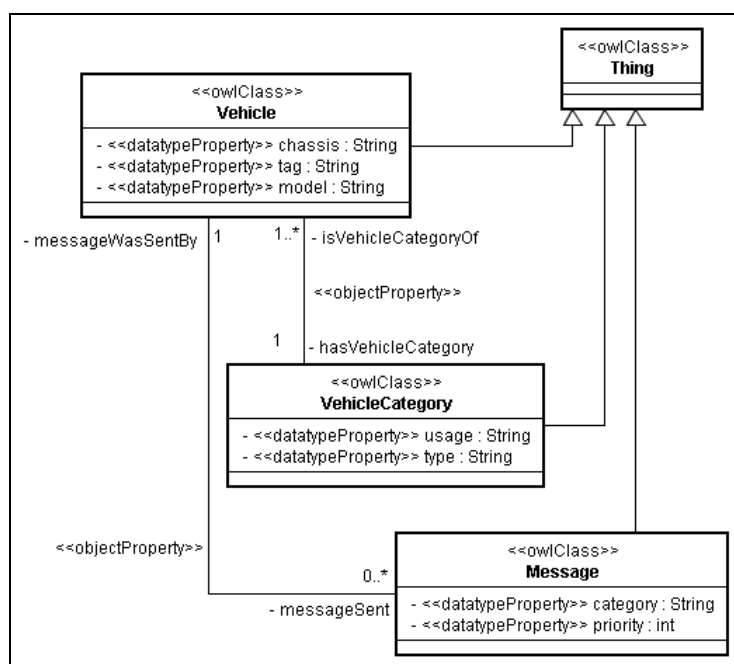 <<owlClass>>
Thing
<<owlClass>>
Vehicle
- <<datatypeProperty>> chassis : String
- <<datatypeProperty>> tag : String
- <<datatypeProperty>> model : String
- messageWasSentBy
1
1..*
- isVehicleCategoryOf
<<objectProperty>>
1
- hasVehicleCategory
<<owlClass>>
VehicleCategory
- <<datatypeProperty>> usage : String
- <<datatypeProperty>> type : String
<<objectProperty>>
0..*
- messageSent
<<owlClass>>
Message
- <<datatypeProperty>> category : String
- <<datatypeProperty>> priority : int